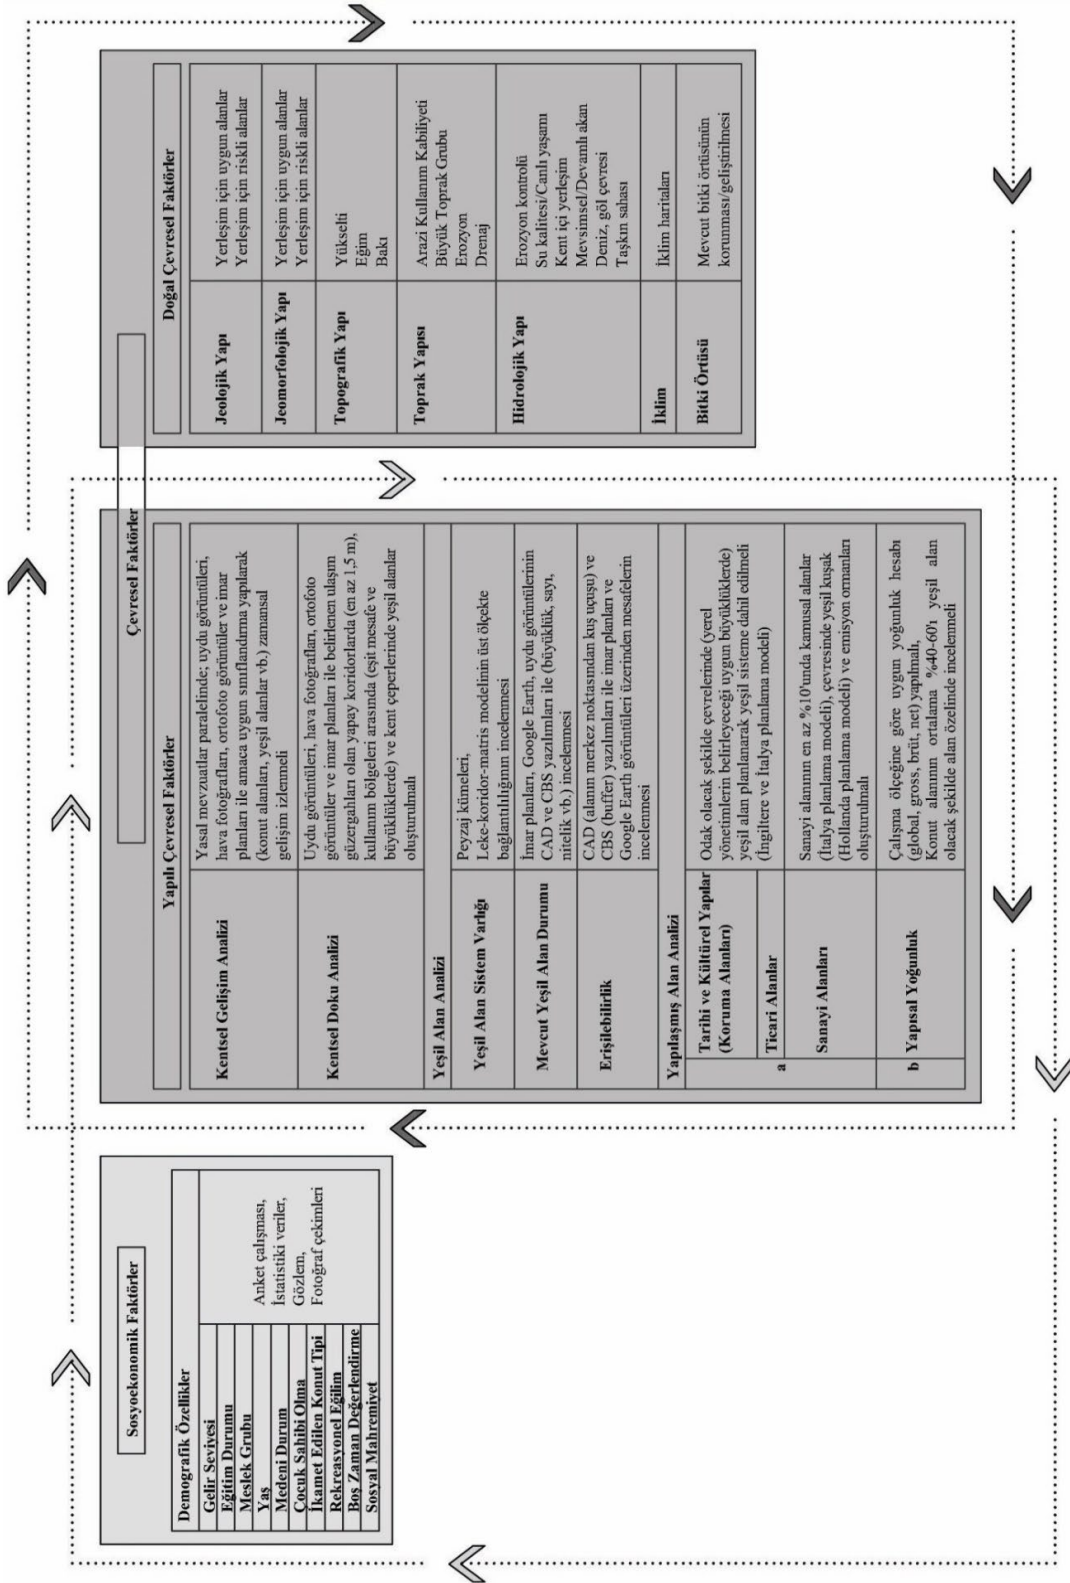 Sosyoekonomik Faktörler
Demografik Özellikler
Gelir Seviyesi
Eğitim Durumu
Meslek Grubu
Yaş
Medeni Durum
Çocuk Sahibi Olma
İkamet Edilen Konut Tipi
Rekreasyonel Eğilim
Boş Zaman Değerlendirme
Sosyal Mahremiyet
Anket çalışması,
İstatistiki veriler,
Gözlem,
Fotoğraf çekimleri
Çevresel Faktörler
Yapılı Çevresel Faktörler
Kentsel Gelişim Analizi
Yasal mevzuatlar paralelinde; uydu görüntüleri,
hava fotoğrafları, ortofoto görüntüler ve imar
planları ile amaca uygun sınıflandırma yapılarak
(konut alanları, yeşil alanlar vb.) zamansal
gelişim izlenmeli
Kentsel Doku Analizi
Uydu görüntüleri, hava fotoğrafları, ortofoto
görüntüler ve imar planları ile belirlenen ulaşım
güzergahları olan yapay koridorlarda (en az 1,5 m),
kullanım bölgeleri arasında (eşit mesafe ve
büyüklüklerde) ve kent çeperlerinde yeşil alanlar
oluşturulmalı
Yeşil Alan Analizi
Yeşil Alan Sistem Varlığı
Peyzaj kümeleri,
Leke-koridor-matris modelinin üst ölçekte
bağlantılılığının incelenmesi
Mevcut Yeşil Alan Durumu
İmar planları, Google Earth, uydu görüntülerinin
CAD ve CBS yazılımları ile (büyüklük, sayı,
nitelik vb.) incelenmesi
Erişilebilirlik
CAD (alanın merkez noktasından kuş uçuşu) ve
CBS (buffer) yazılımları ile imar planları ve
Google Earth görüntüleri üzerinden mesafelerin
incelenmesi
Yapılaşmış Alan Analizi
a
Tarihi ve Kültürel Yapılar
(Koruma Alanları)
Ticari Alanlar
Odak olacak şekilde çevrelerinde (yerel
yönetimlerin belirleyeceği uygun büyüklüklerde)
yeşil alan planlanarak yeşil sisteme dahil edilmeli
(İngiltere ve İtalya planlama modeli)
Sanayi Alanları
Sanayi alanının en az %10'unda kamusal alanlar
(İtalya planlama modeli), çevresinde yeşil kuşak
(Hollanda planlama modeli) ve emisyon ormanları
oluşturulmalı
b
Yapısal Yoğunluk
Çalışma ölçeğine göre uygun yoğunluk hesabı
(global, gross, brüt, net) yapılmalı,
Konut alanının ortalama %40-60'ı yeşil alan
olacak şekilde alan özelinde incelenmeli
Doğal Çevresel Faktörler
Jeolojik Yapı
Yerleşim için uygun alanlar
Yerleşim için riskli alanlar
Jeomorfolojik Yapı
Yerleşim için uygun alanlar
Yerleşim için riskli alanlar
Topografik Yapı
Yükselti
Eğim
Bakı
Toprak Yapısı
Arazi Kullanım Kabiliyeti
Büyük Toprak Grubu
Erozyon
Drenaj
Hidrolojik Yapı
Erozyon kontrolü
Su kalitesi/Canlı yaşamı
Kent içi yerleşim
Mevsimsel/Devamlı akan
Deniz, göl çevresi
Taşkın sahası
İklim
İklim haritaları
Bitki Örtüsü
Mevcut bitki örtüsünün
korunması/geliştirilmesi